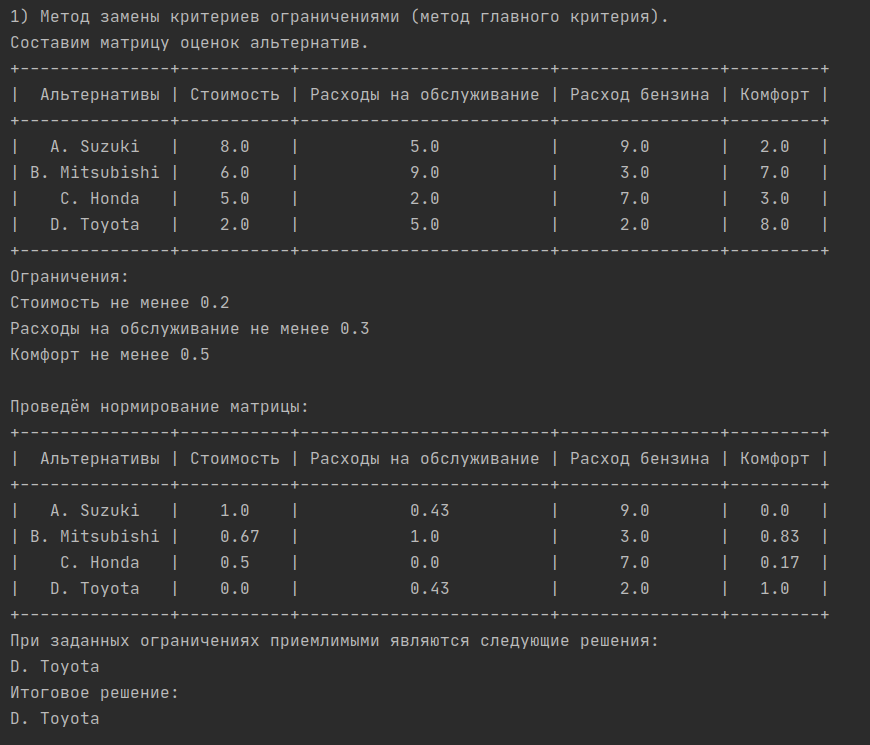 1) Метод замены критериев ограничениями (метод главного критерия).
Составим матрицу оценок альтернатив.
+---------------+-----------+-------------------------+---------------+---------+
|  Альтернативы | Стоимость | Расходы на обслуживание | Расход бензина | Комфорт |
+---------------+-----------+-------------------------+---------------+---------+
|   A. Suzuki   |    8.0    |           5.0           |      9.0      |   2.0   |
| B. Mitsubishi |    6.0    |           9.0           |      3.0      |   7.0   |
|    C. Honda   |    5.0    |           2.0           |      7.0      |   3.0   |
|   D. Toyota   |    2.0    |           5.0           |      2.0      |   8.0   |
+---------------+-----------+-------------------------+---------------+---------+
Ограничения:
Стоимость не менее 0.2
Расходы на обслуживание не менее 0.3
Комфорт не менее 0.5
Проведём нормирование матрицы:
+---------------+-----------+-------------------------+---------------+---------+
|  Альтернативы | Стоимость | Расходы на обслуживание | Расход бензина | Комфорт |
+---------------+-----------+-------------------------+---------------+---------+
|   A. Suzuki   |    1.0    |           0.43          |      9.0      |   0.0   |
| B. Mitsubishi |    0.67   |           1.0           |      3.0      |   0.83  |
|    C. Honda   |    0.5    |           0.0           |      7.0      |   0.17  |
|   D. Toyota   |    0.0    |           0.43          |      2.0      |   1.0   |
+---------------+-----------+-------------------------+---------------+---------+
При заданных ограничениях приемлимыми являются следующие решения:
D. Toyota
Итоговое решение:
D. Toyota